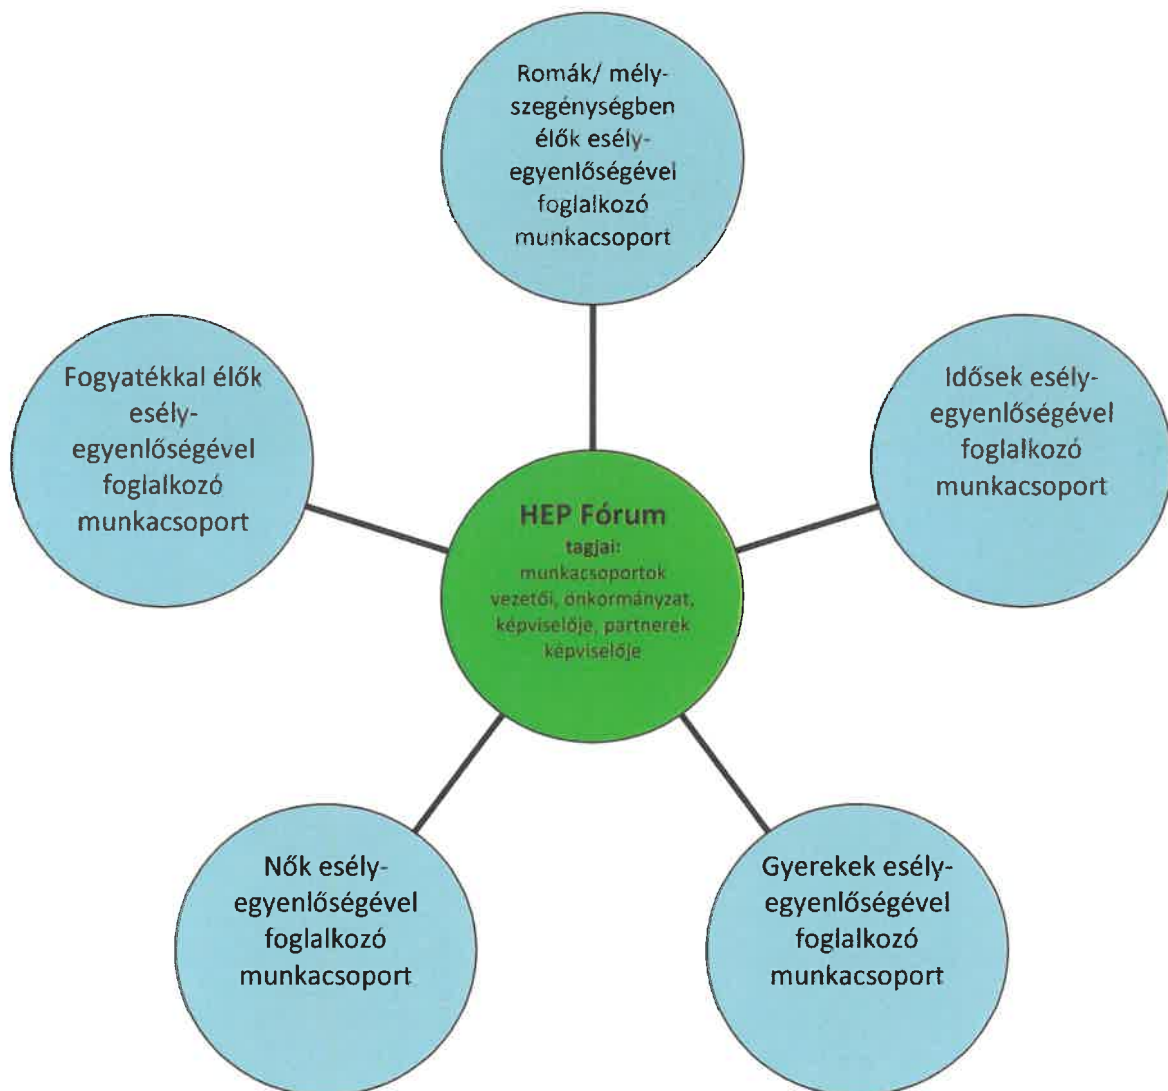 Romák/ mély-
szegénységben
élők esély-
egyenlőségével
foglalkozó
munkacsoport
Fogyatékkal élők
esély-
egyenlőségével
foglalkozó
munkacsoport
Idősek esély-
egyenlőségével
foglalkozó
munkacsoport
HEP Fórum
tagjai:
munkacsoportok
vezetői, önkormányzat,
képviselője, partnerek
képviselője
Nők esély-
egyenlőségével
foglalkozó
munkacsoport
Gyerekek esély-
egyenlőségével
foglalkozó
munkacsoport